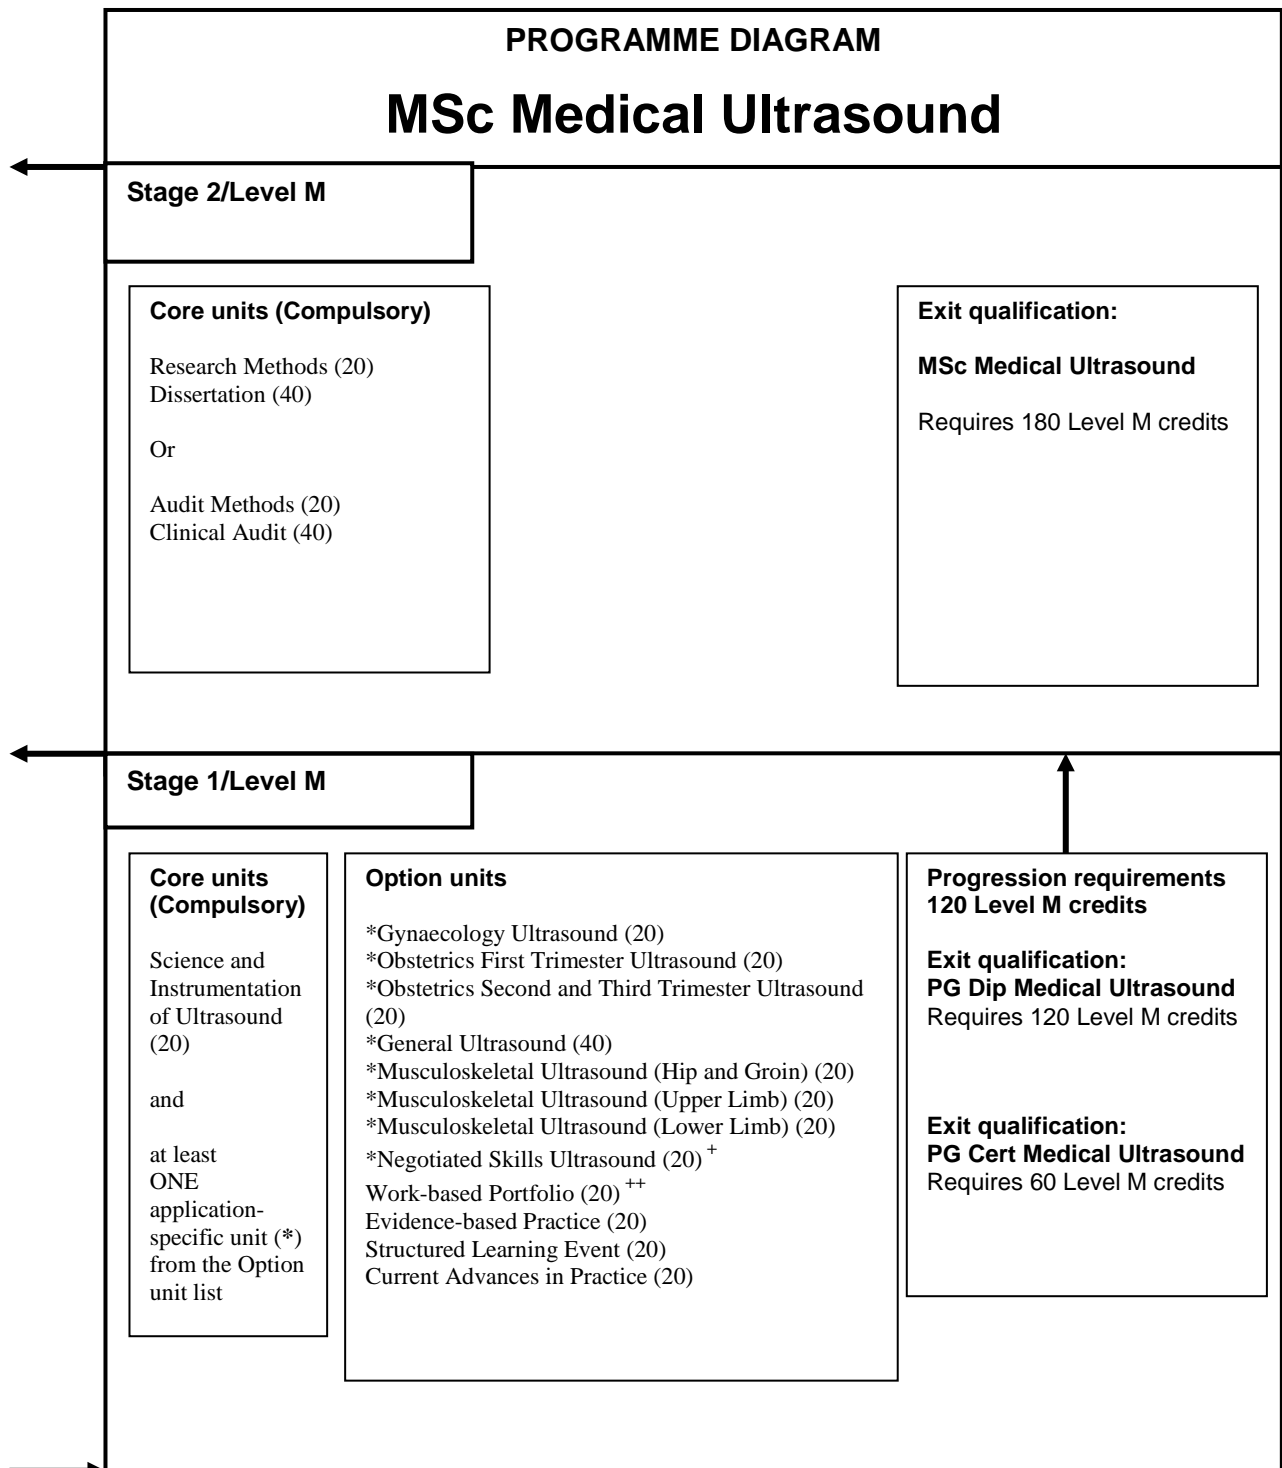 PROGRAMME DIAGRAM
MSc Medical Ultrasound
Stage 2/Level M
Core units (Compulsory)
Research Methods (20)
Dissertation (40)
Or
Audit Methods (20)
Clinical Audit (40)
Exit qualification:
MSc Medical Ultrasound
Requires 180 Level M credits
Stage 1/Level M
Core units
(Compulsory)
Science and
Instrumentation
of Ultrasound
(20)
and
at least
ONE
application-
specific unit (*)
from the Option
unit list
Option units
*Gynaecology Ultrasound (20)
*Obstetrics First Trimester Ultrasound (20)
*Obstetrics Second and Third Trimester Ultrasound
(20)
*General Ultrasound (40)
*Musculoskeletal Ultrasound (Hip and Groin) (20)
*Musculoskeletal Ultrasound (Upper Limb) (20)
*Musculoskeletal Ultrasound (Lower Limb) (20)
*Negotiated Skills Ultrasound (20) +
Work-based Portfolio (20) ++
Evidence-based Practice (20)
Structured Learning Event (20)
Current Advances in Practice (20)
Progression requirements
120 Level M credits
Exit qualification:
PG Dip Medical Ultrasound
Requires 120 Level M credits
Exit qualification:
PG Cert Medical Ultrasound
Requires 60 Level M credits